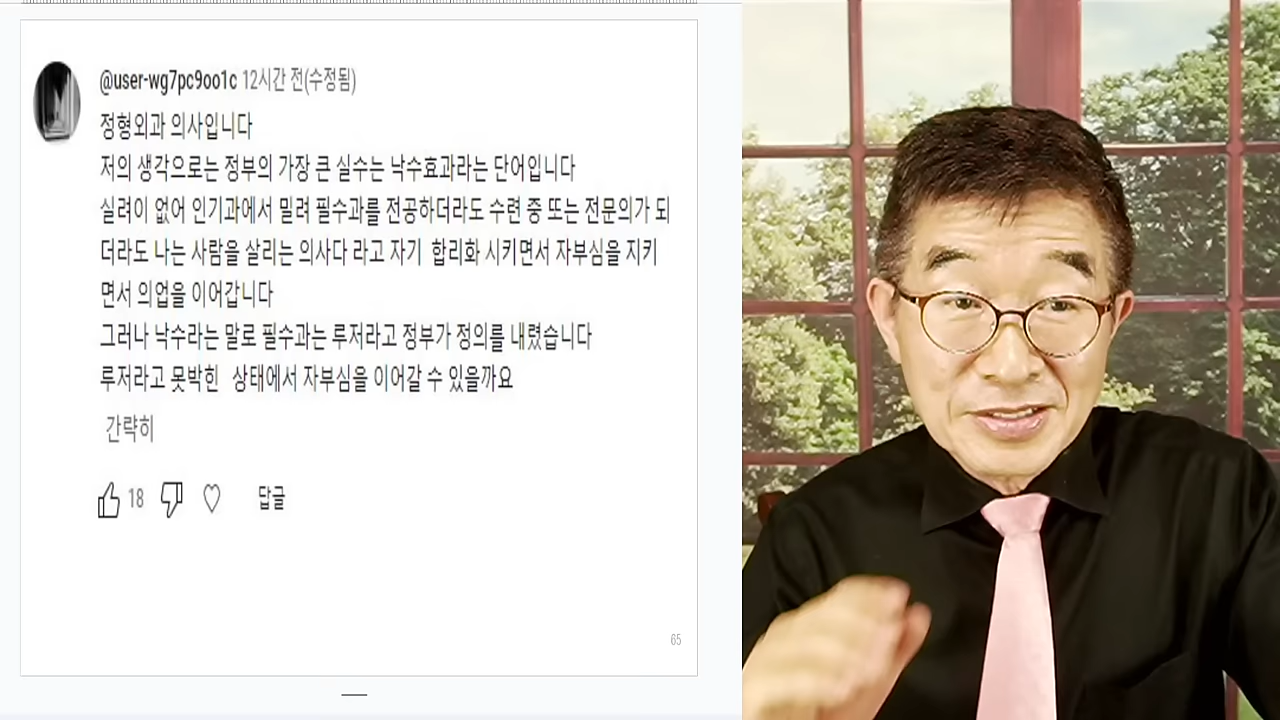 @user-wg7pc9oo1c 12시간 전(수정됨)
정형외과 의사입니다
저의 생각으로는 정부의 가장 큰 실수는 낙수효과라는 단어입니다
실려이 없어 인기과에서 밀려 필수과를 전공하더라도 수련 중 또는 전문의가 되
더라도 나는 사람을 살리는 의사다 라고 자기 합리화 시키면서 자부심을 지키
면서 의업을 이어갑니다
그러나 낙수라는 말로 필수과는 루저라고 정부가 정의를 내렸습니다
루저라고 못박힌 상태에서 자부심을 이어갈 수 있을까요
간략히
18 답글
65